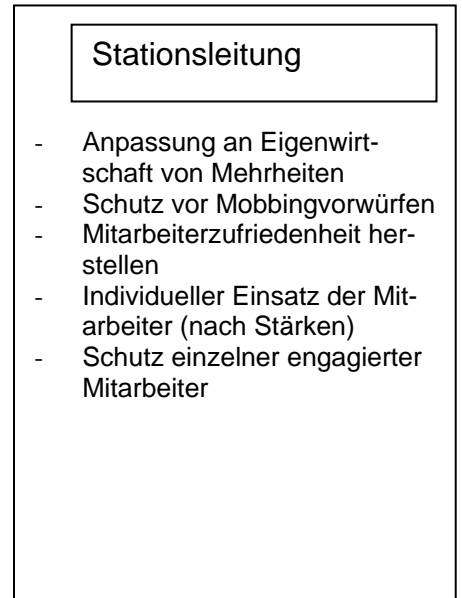 Stationsleitung
- Anpassung an Eigenwirt-
schaft von Mehrheiten
- Schutz vor Mobbingvorwürfen
- Mitarbeiterzufriedenheit her-
stellen
- Individueller Einsatz der Mit-
arbeiter (nach Stärken)
- Schutz einzelner engagierter
Mitarbeiter